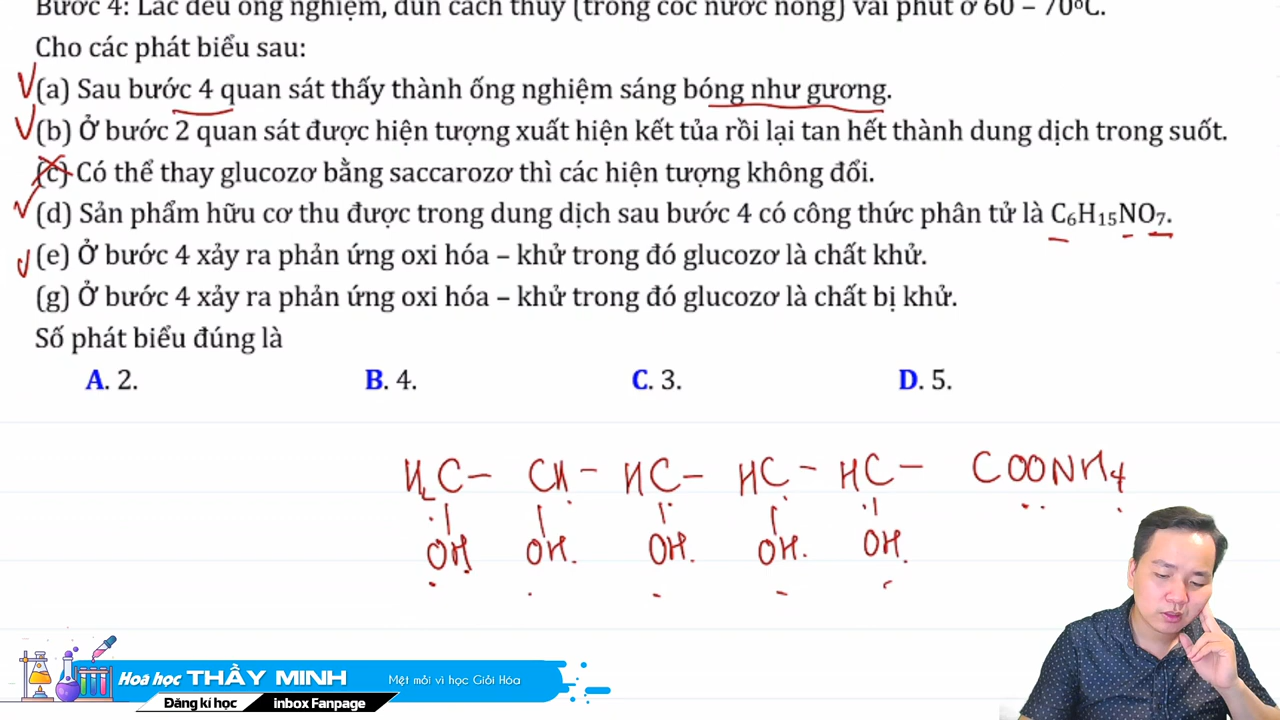 Bước 4: Lắc đều ống nghiệm, đun cách thủy (trong cốc nước nóng) vài phút ở 60 – 70⁰C.
Cho các phát biểu sau:
(a) Sau bước 4 quan sát thấy thành ống nghiệm sáng bóng như gương.
(b) Ở bước 2 quan sát được hiện tượng xuất hiện kết tủa rồi lại tan hết thành dung dịch trong suốt.
(c) Có thể thay glucozơ bằng saccarozơ thì các hiện tượng không đổi.
(d) Sản phẩm hữu cơ thu được trong dung dịch sau bước 4 có công thức phân tử là C₆H₁₅NO₇.
(e) Ở bước 4 xảy ra phản ứng oxi hóa – khử trong đó glucozơ là chất khử.
(g) Ở bước 4 xảy ra phản ứng oxi hóa – khử trong đó glucozơ là chất bị khử.
Số phát biểu đúng là
A. 2. B. 4. C. 3. D. 5.
H₂C – CH – HC – HC – HC – COONH₄
OH OH OH OH OH
Hoá học THẦY MINH Mệt mỏi vì học Giỏi Hóa
Đăng kí học inbox Fanpage